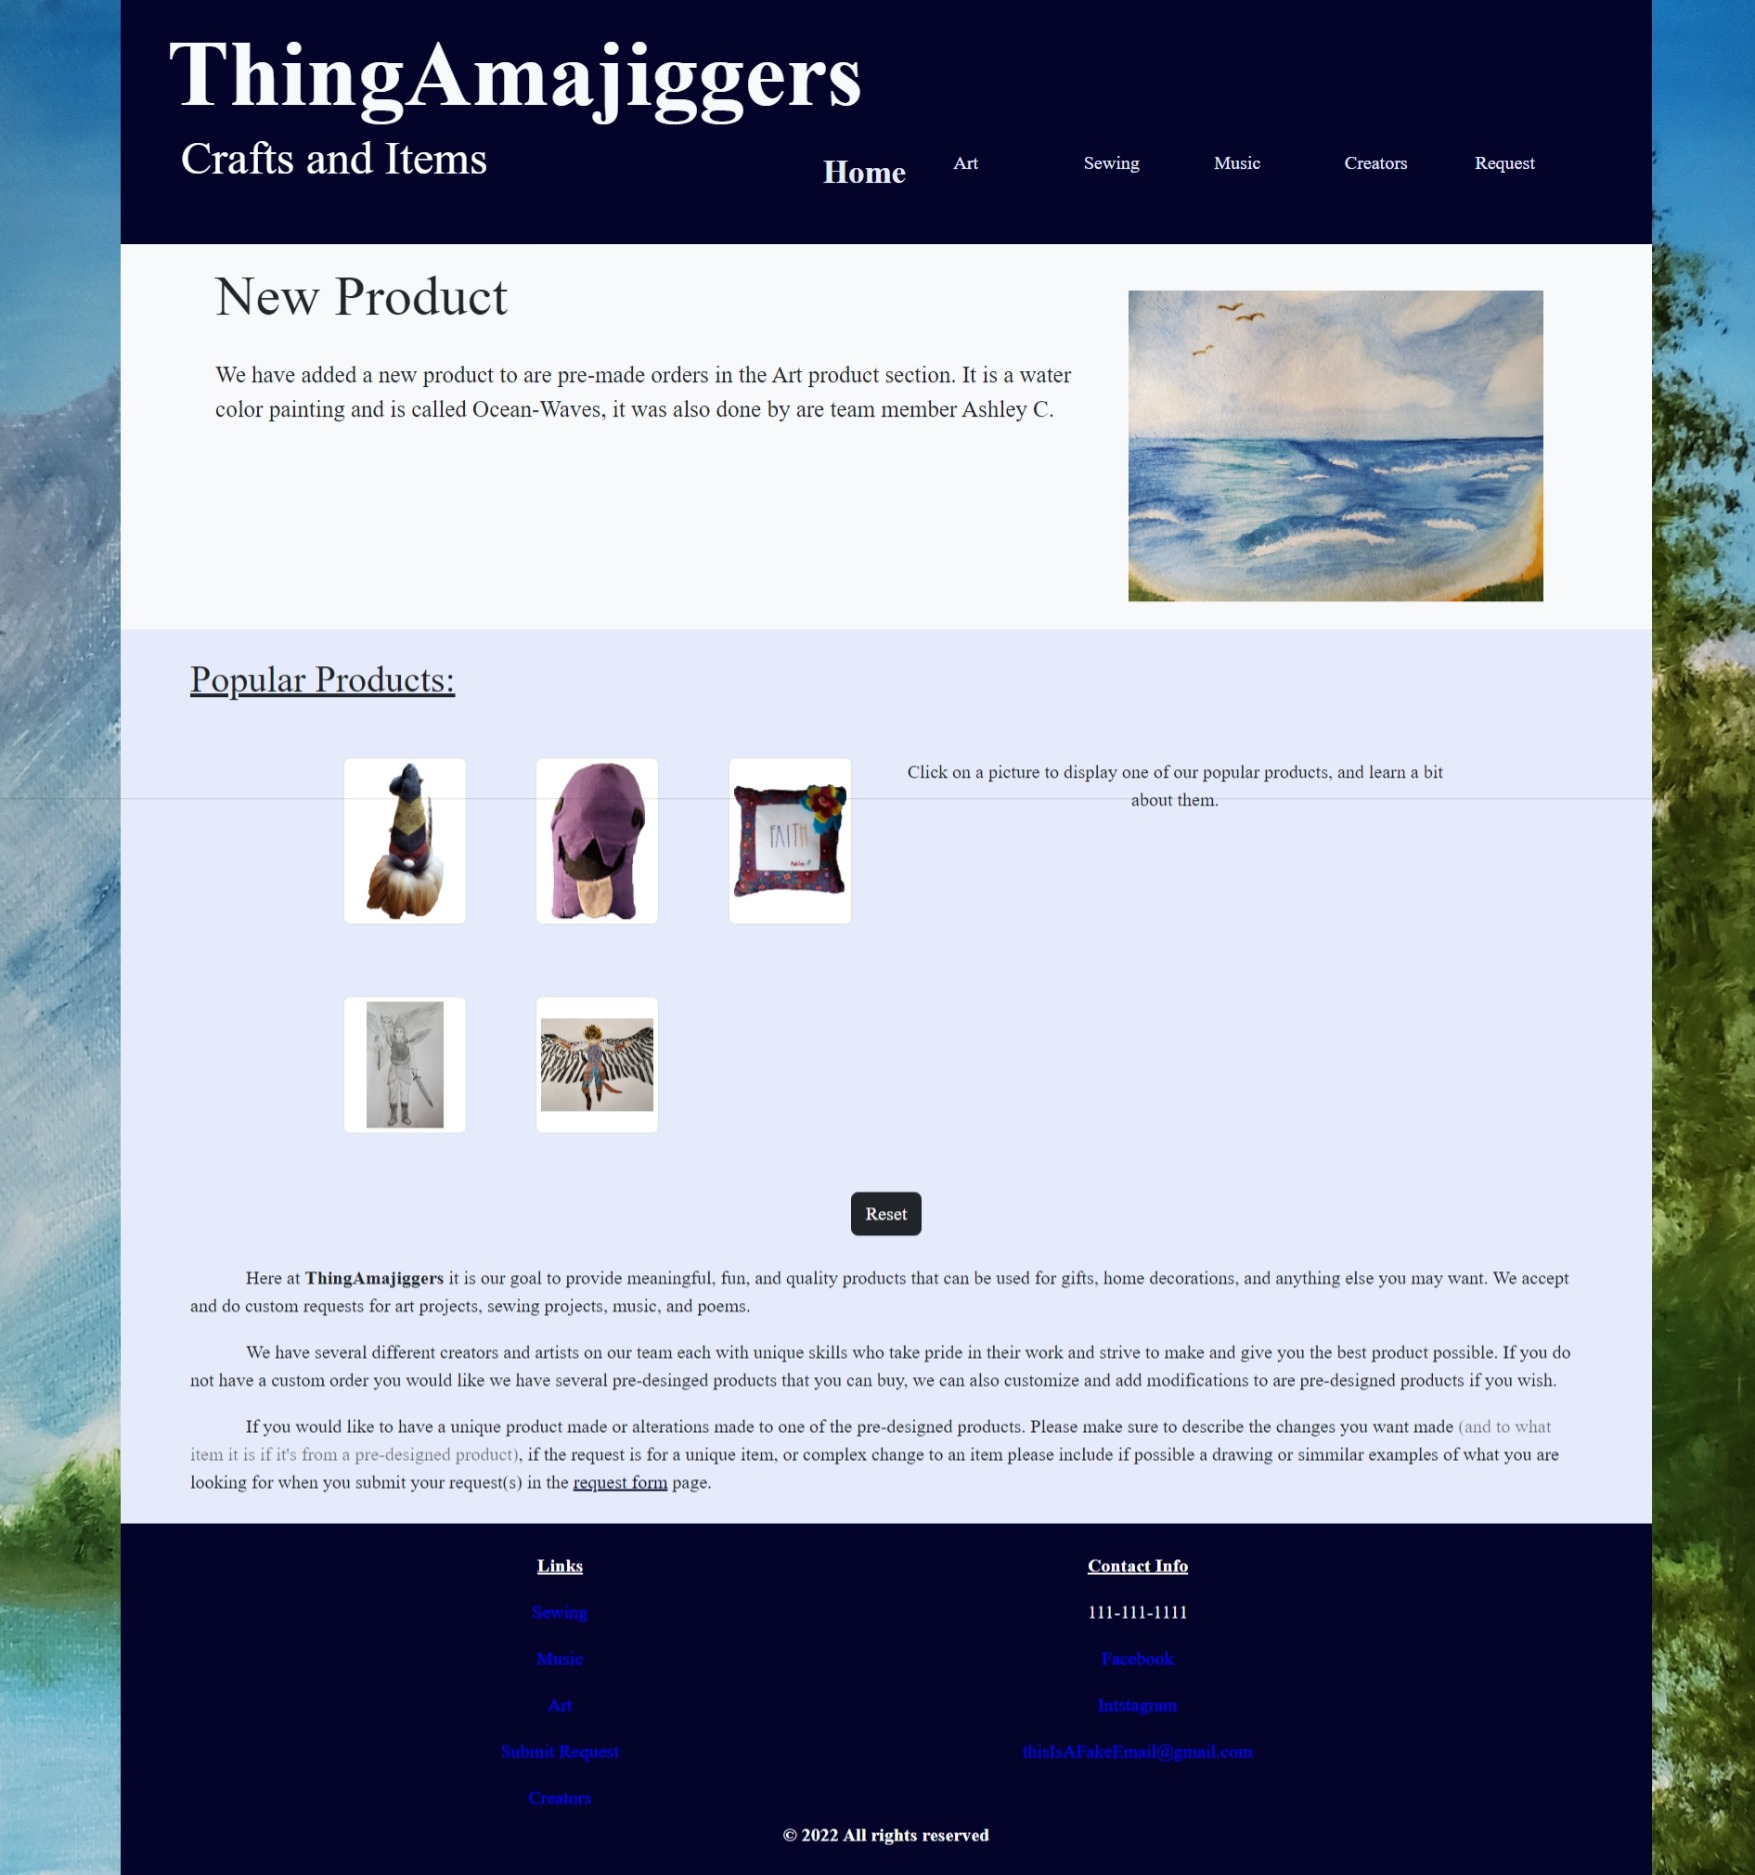 ThingAmajiggers
Crafts and Items
Home Art Sewing Music Creators Request
New Product
We have added a new product to are pre-made orders in the Art product section. It is a water
color painting and is called Ocean-Waves, it was also done by are team member Ashley C.
Popular Products:
Click on a picture to display one of our popular products, and learn a bit
about them.
FAITH
Reset
Here at ThingAmajiggers it is our goal to provide meaningful, fun, and quality products that can be used for gifts, home decorations, and anything else you may want. We accept
and do custom requests for art projects, sewing projects, music, and poems.
We have several different creators and artists on our team each with unique skills who take pride in their work and strive to make and give you the best product possible. If you do
not have a custom order you would like we have several pre-desinged products that you can buy, we can also customize and add modifications to are pre-designed products if you wish.
If you would like to have a unique product made or alterations made to one of the pre-designed products. Please make sure to describe the changes you want made (and to what
item it is if it's from a pre-designed product), if the request is for a unique item, or complex change to an item please include if possible a drawing or simmilar examples of what you are
looking for when you submit your request(s) in the request form page.
Links
Sewing
Music
Art
Submit Request
Creators
Contact Info
111-111-1111
Facebook
Intstagram
thisIsAFakeEmail@gmail.com
© 2022 All rights reserved